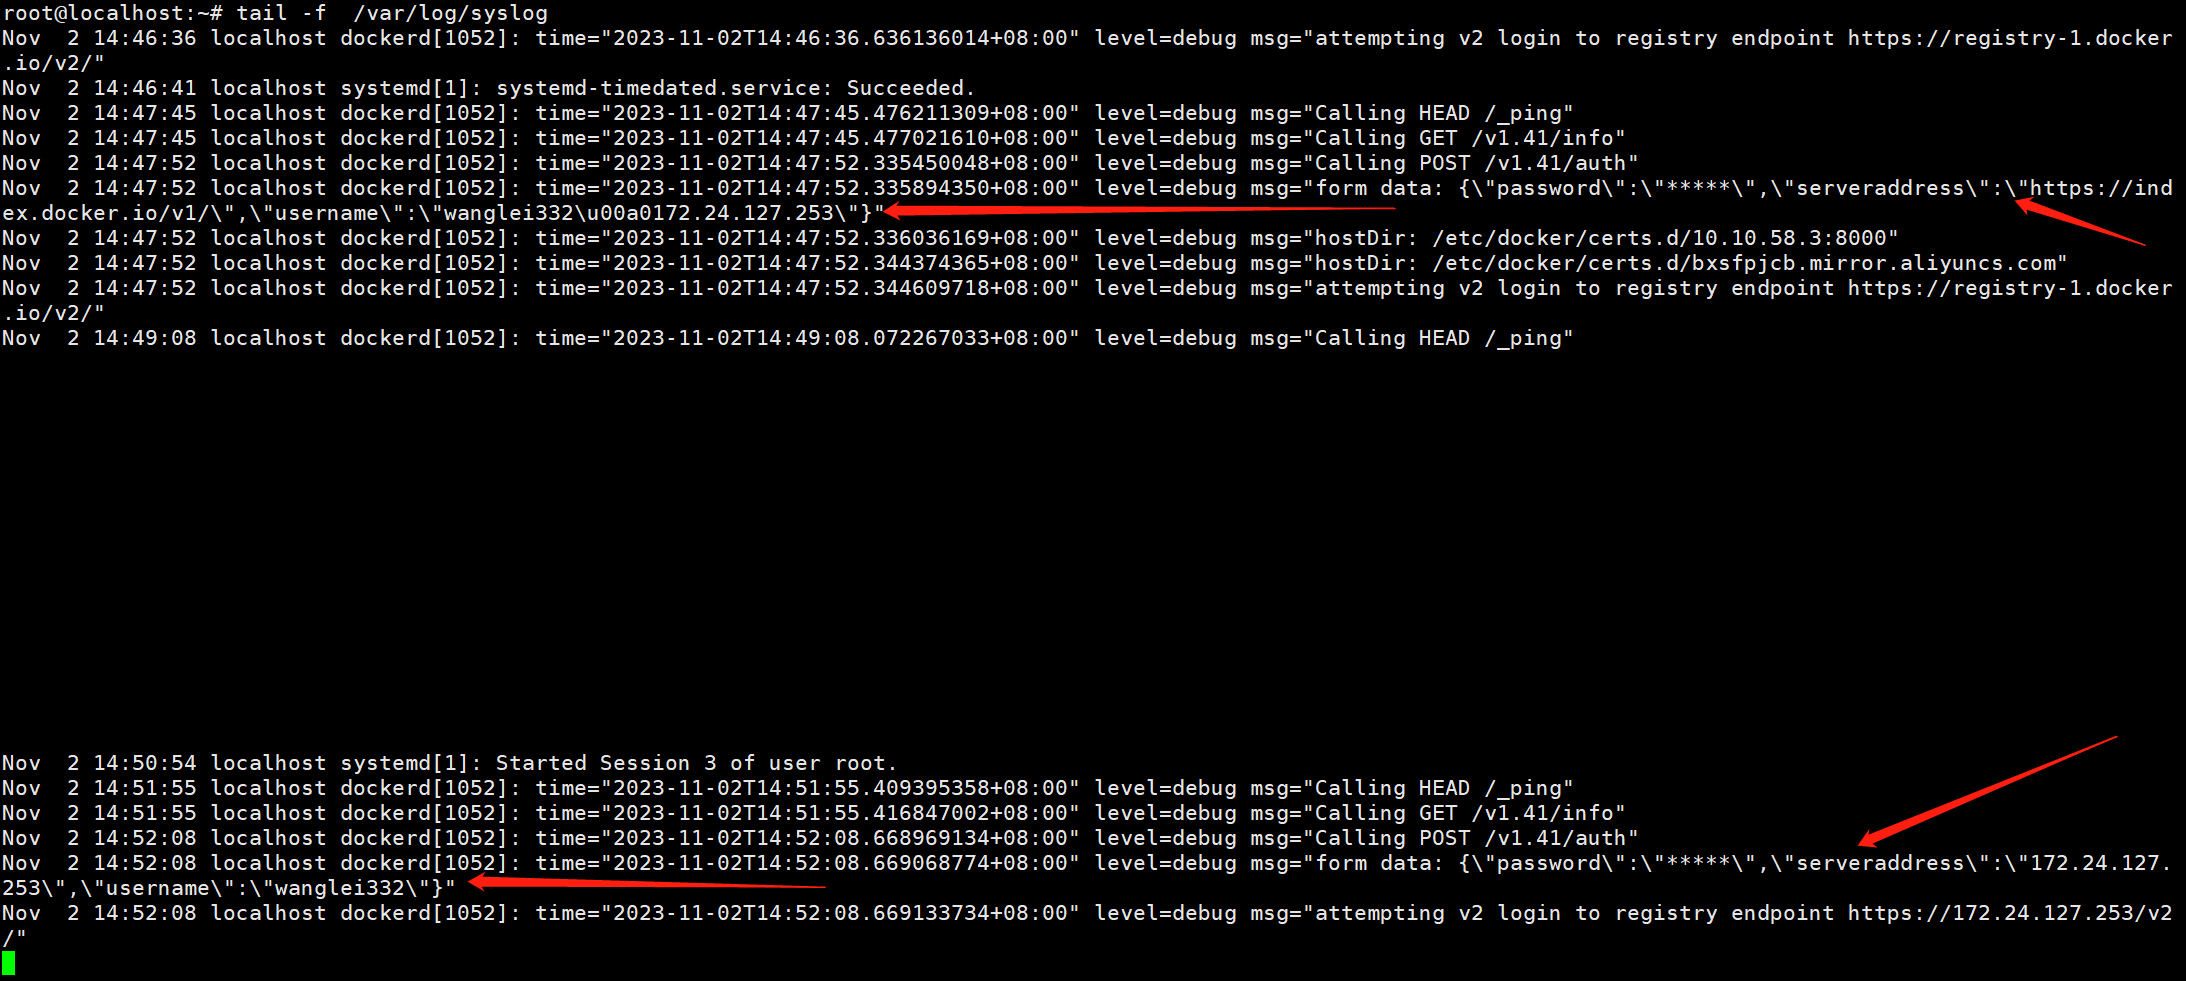 root@localhost:~# tail -f  /var/log/syslog
Nov  2 14:46:36 localhost dockerd[1052]: time="2023-11-02T14:46:36.636136014+08:00" level=debug msg="attempting v2 login to registry endpoint https://registry-1.docker
.io/v2/"
Nov  2 14:46:41 localhost systemd[1]: systemd-timedated.service: Succeeded.
Nov  2 14:47:45 localhost dockerd[1052]: time="2023-11-02T14:47:45.476211309+08:00" level=debug msg="Calling HEAD /_ping"
Nov  2 14:47:45 localhost dockerd[1052]: time="2023-11-02T14:47:45.477021610+08:00" level=debug msg="Calling GET /v1.41/info"
Nov  2 14:47:52 localhost dockerd[1052]: time="2023-11-02T14:47:52.335450048+08:00" level=debug msg="Calling POST /v1.41/auth"
Nov  2 14:47:52 localhost dockerd[1052]: time="2023-11-02T14:47:52.335894350+08:00" level=debug msg="form data: {\"password\":\"*****\",\"serveraddress\":\"https://ind
ex.docker.io/v1/\",\"username\":\"wanglei332\u00a0172.24.127.253\"}"
Nov  2 14:47:52 localhost dockerd[1052]: time="2023-11-02T14:47:52.336036169+08:00" level=debug msg="hostDir: /etc/docker/certs.d/10.10.58.3:8000"
Nov  2 14:47:52 localhost dockerd[1052]: time="2023-11-02T14:47:52.344374365+08:00" level=debug msg="hostDir: /etc/docker/certs.d/bxsfpjcb.mirror.aliyuncs.com"
Nov  2 14:47:52 localhost dockerd[1052]: time="2023-11-02T14:47:52.344609718+08:00" level=debug msg="attempting v2 login to registry endpoint https://registry-1.docker
.io/v2/"
Nov  2 14:49:08 localhost dockerd[1052]: time="2023-11-02T14:49:08.072267033+08:00" level=debug msg="Calling HEAD /_ping"
Nov  2 14:50:54 localhost systemd[1]: Started Session 3 of user root.
Nov  2 14:51:55 localhost dockerd[1052]: time="2023-11-02T14:51:55.409395358+08:00" level=debug msg="Calling HEAD /_ping"
Nov  2 14:51:55 localhost dockerd[1052]: time="2023-11-02T14:51:55.416847002+08:00" level=debug msg="Calling GET /v1.41/info"
Nov  2 14:52:08 localhost dockerd[1052]: time="2023-11-02T14:52:08.668969134+08:00" level=debug msg="Calling POST /v1.41/auth"
Nov  2 14:52:08 localhost dockerd[1052]: time="2023-11-02T14:52:08.669068774+08:00" level=debug msg="form data: {\"password\":\"*****\",\"serveraddress\":\"172.24.127.
253\",\"username\":\"wanglei332\"}"
Nov  2 14:52:08 localhost dockerd[1052]: time="2023-11-02T14:52:08.669133734+08:00" level=debug msg="attempting v2 login to registry endpoint https://172.24.127.253/v2
/"